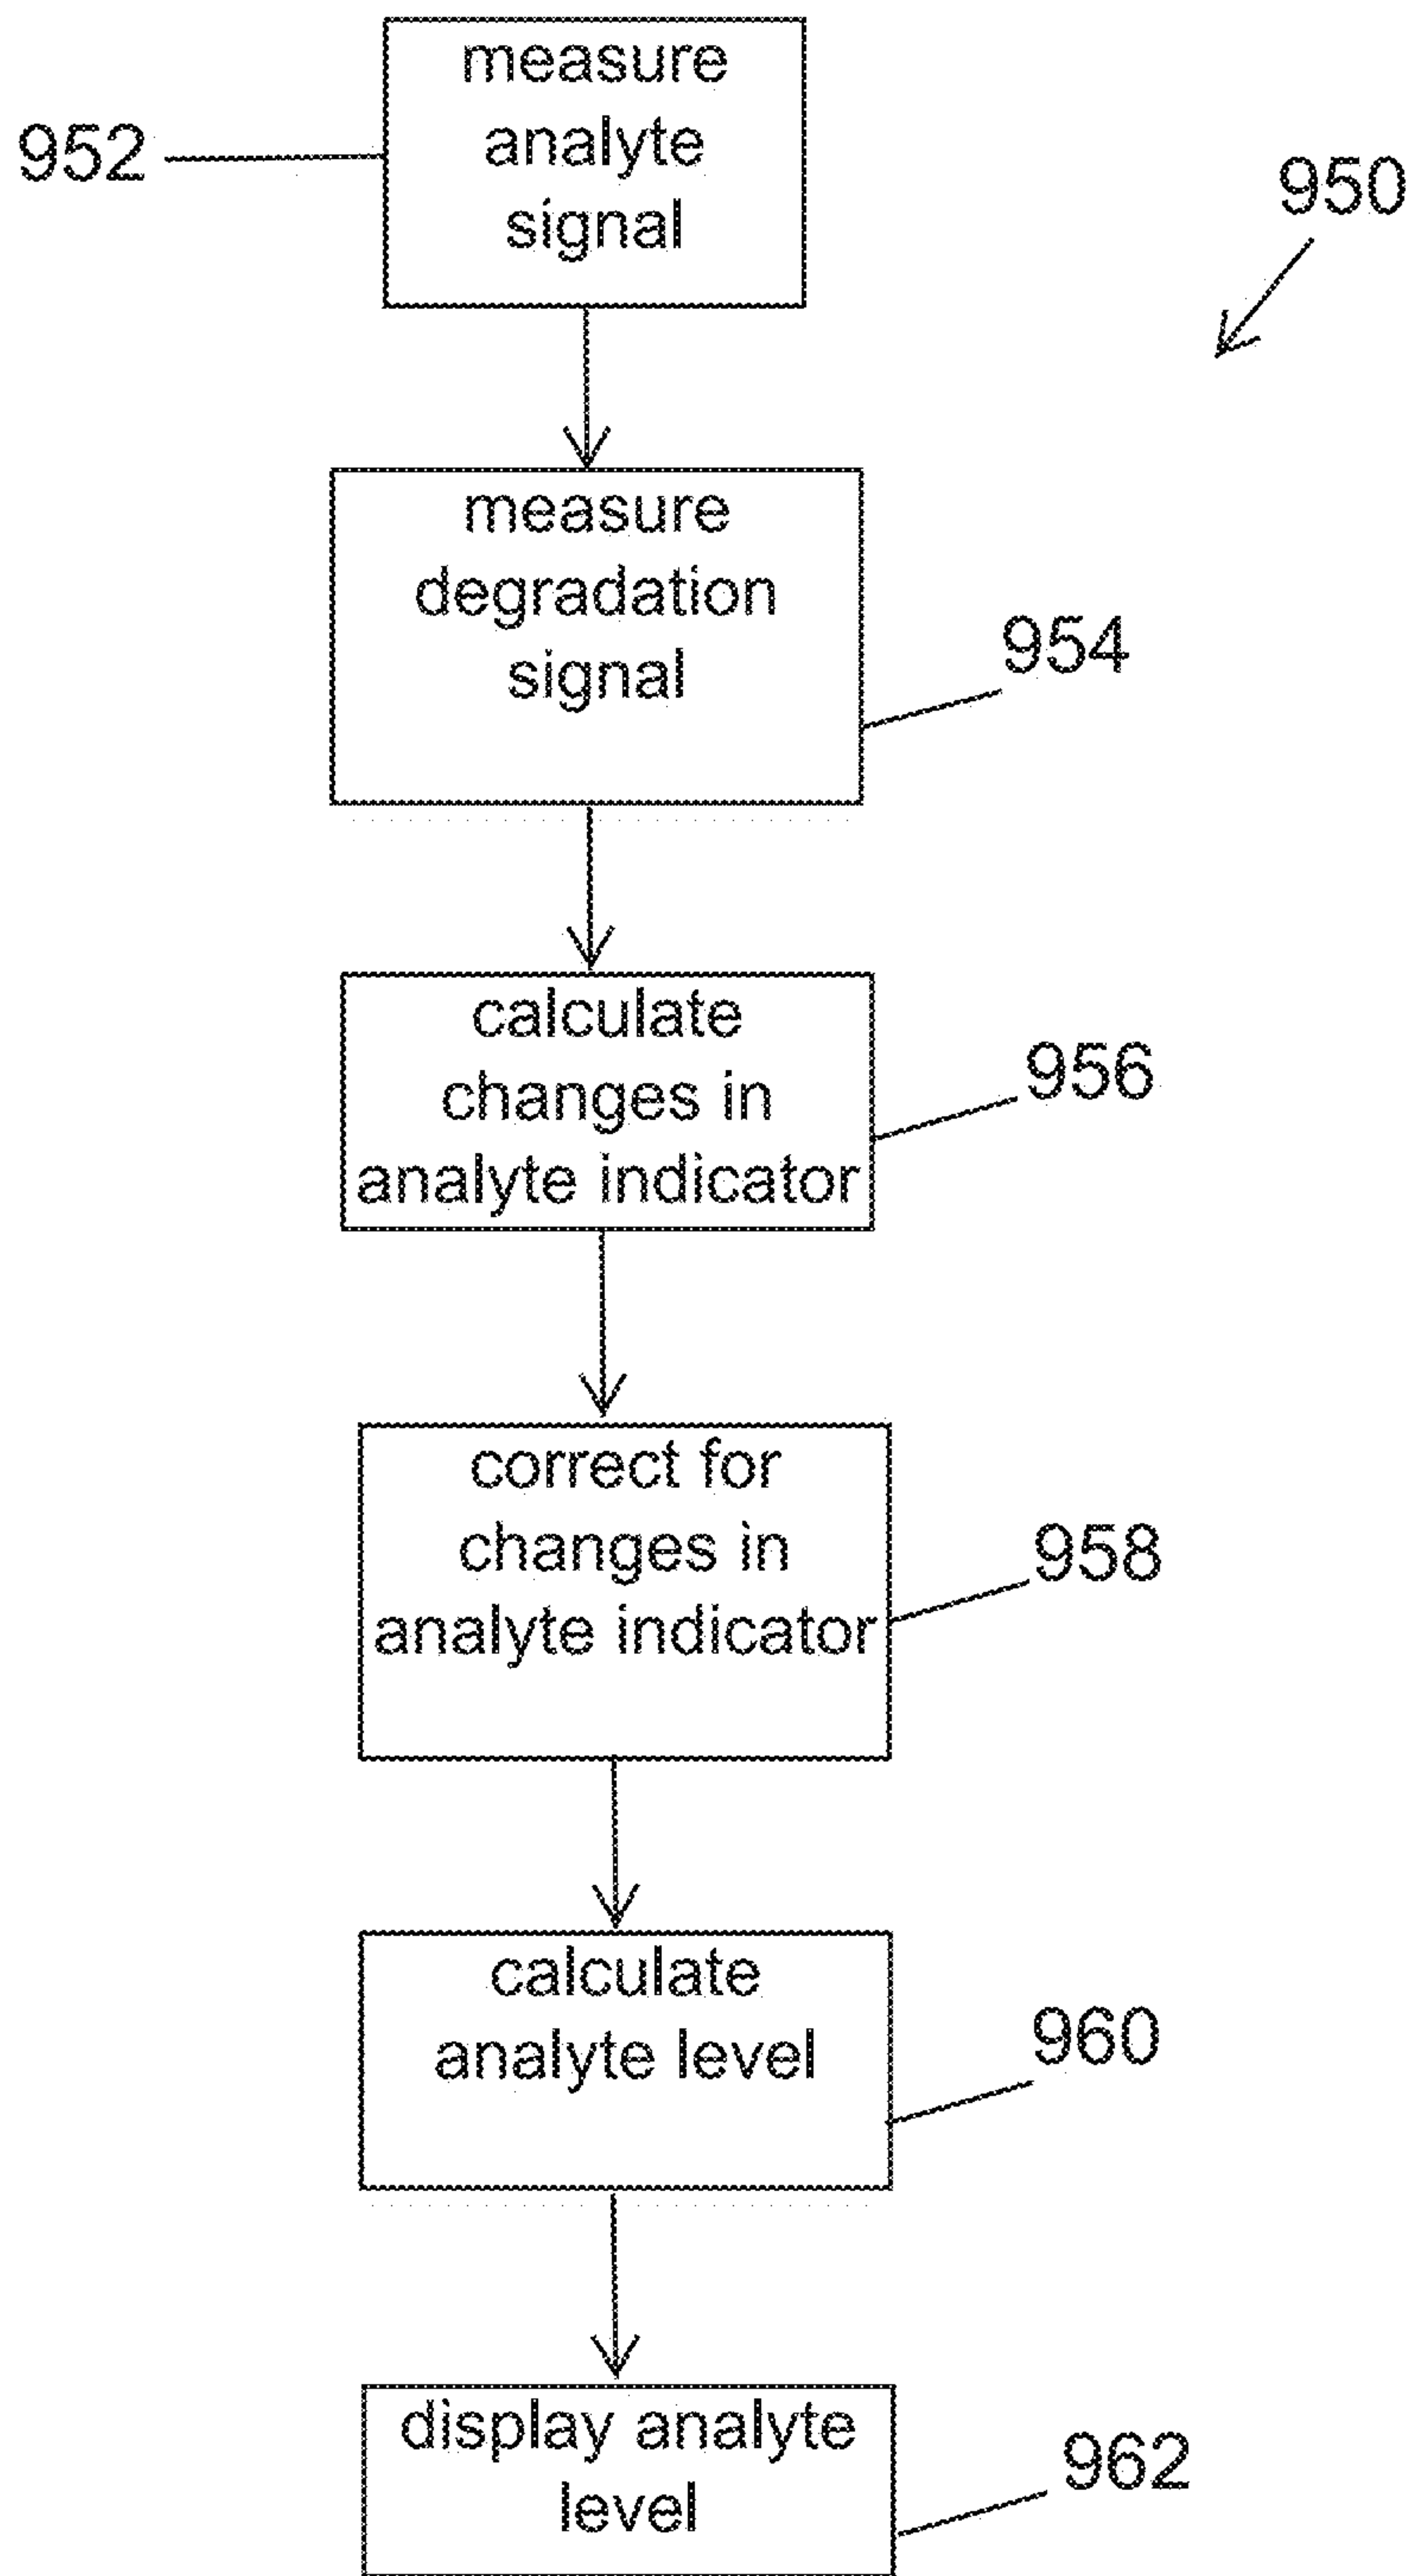 measure
analyte
signal
952
950
measure
degradation
signal
954
calculate
changes in
analyte indicator
956
correct for
changes in
analyte indicator
958
calculate
analyte level
960
display analyte
level
962